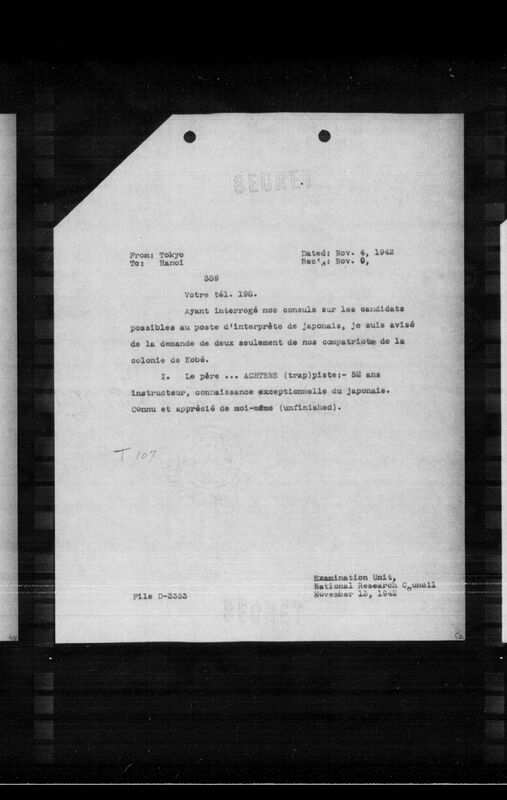 SECRET
From: Tokyo
To: Hanoi
Dated: Nov. 4, 1942
Rec'd: Nov. 9,
359
Votre tél. 198.
Ayant interrogé nos consuls sur les candidats
possibles au poste d'interprète de japonais, je suis avisé
de la demande de deux seulement de nos compatriots de la
colonie de Kobé.
I. Le père ... ACHTENS (trap)piste:- 52 ans
instructeur, connaissance exceptionnelle du japonais.
Connu et apprécié de moi-même (unfinished).
T 107
Examination Unit,
National Research Council
November 13, 1942
File D-3353
SECRET